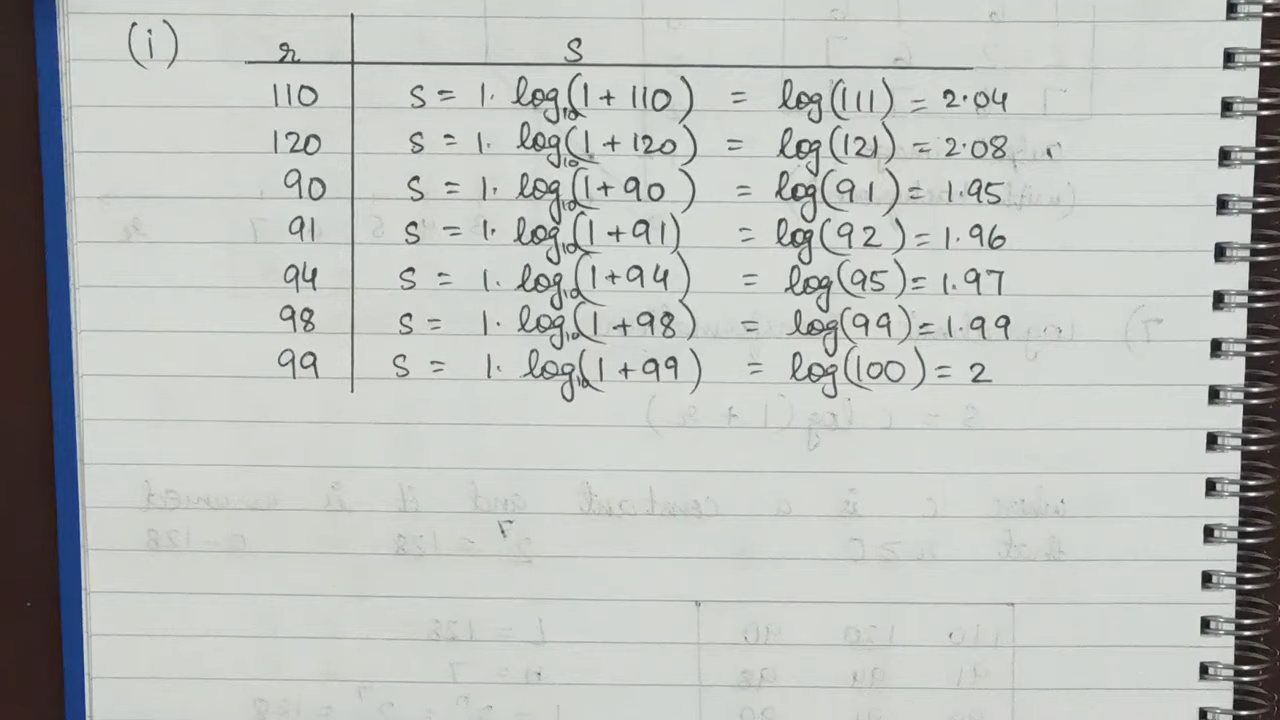 (i)
r s
110 s = 1. log₁₀(1 + 110) = log(111) = 2.04
120 s = 1. log₁₀(1 + 120) = log(121) = 2.08
90 s = 1. log₁₀(1 + 90) = log(91) = 1.95
91 s = 1. log₁₀(1 + 91) = log(92) = 1.96
94 s = 1. log₁₀(1 + 94) = log(95) = 1.97
98 s = 1. log₁₀(1 + 98) = log(99) = 1.99
99 s = 1. log₁₀(1 + 99) = log(100) = 2